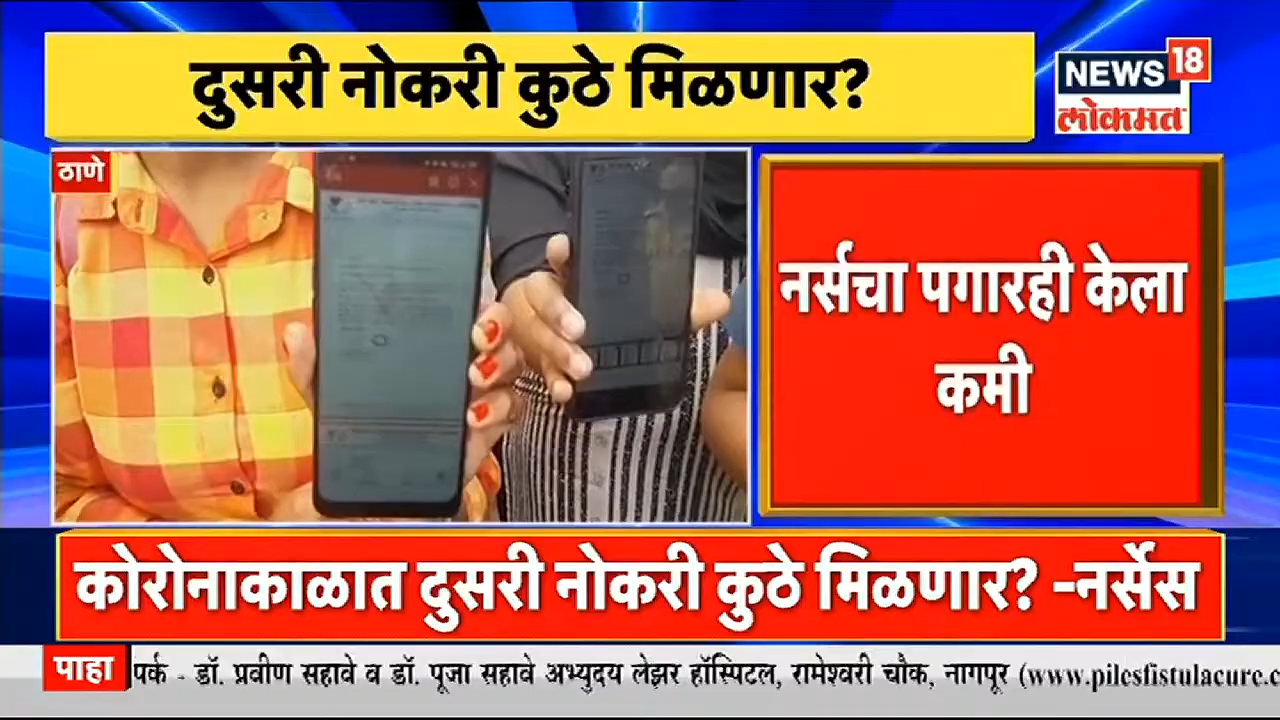 दुसरी नोकरी कुठे मिळणार?
NEWS 18
लोकमत
ठाणे
नर्सचा पगारही केला
कमी
कोरोनाकाळात दुसरी नोकरी कुठे मिळणार? -नर्सेस
पाहा
पर्क - डॉ. प्रवीण सहावे व डॉ. पूजा सहावे अभ्युदय लेझर हॉस्पिटल, रामेश्वरी चौक, नागपूर (www.pilesfistulacure.c